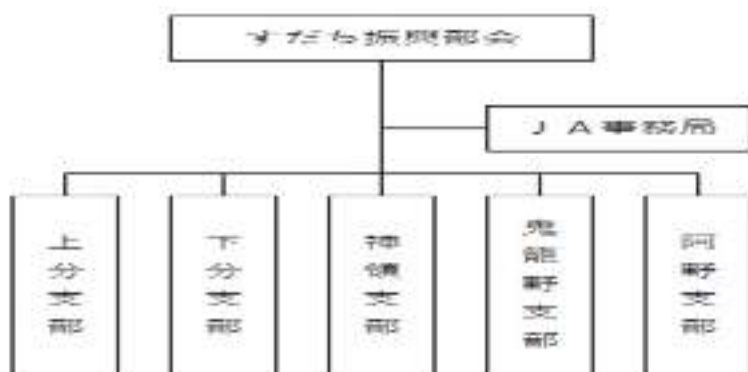 すだち振興部会
ＪＡ事務局
上分支部
下分支部
神領支部
鬼籠野支部
阿野支部